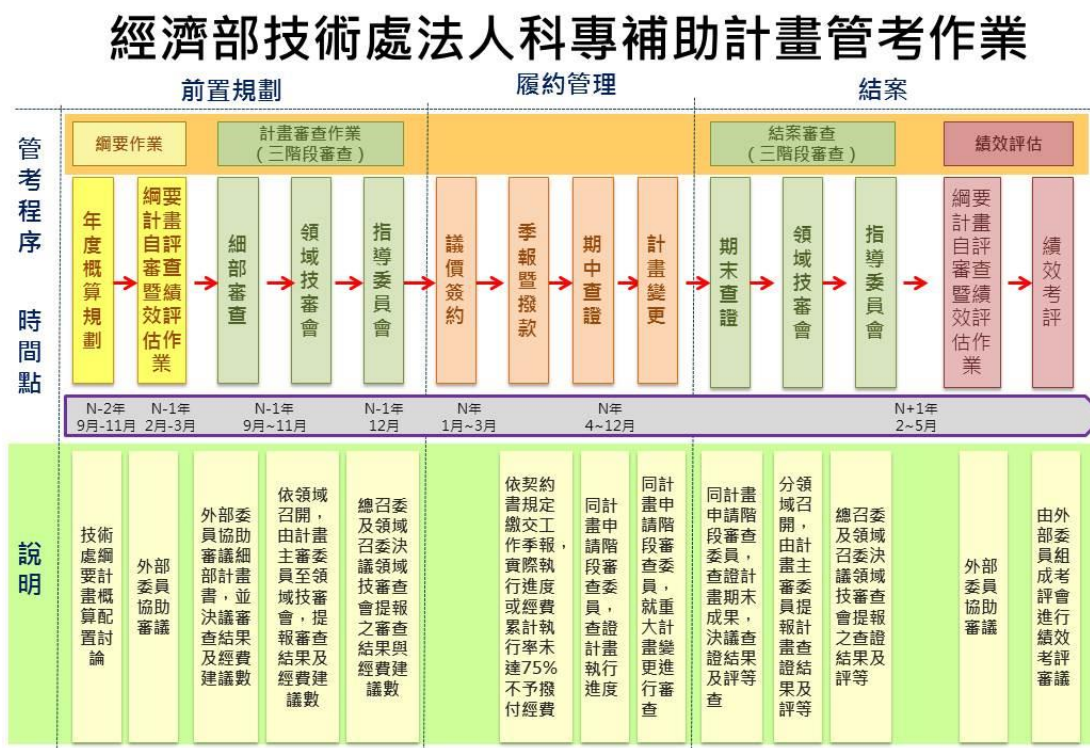 經濟部技術處法人科專補助計畫管考作業
前置規劃
履約管理
結案
管考程序
時間點
綱要作業
計畫審查作業
（三階段審查）
結案審查
（三階段審查）
績效評估
年度概算規劃
綱要計畫自評審查暨績效評估作業
細部審查
領域技審會
指導委員會
議價簽約
季報暨撥款
期中查證
計畫變更
期末查證
領域技審會
指導委員會
綱要計畫自評審查暨績效評估作業
績效考評
N-2年
9月-11月
N-1年
2月-3月
N-1年
9月~11月
N-1年
12月
N年
1月~3月
N年
4~12月
N+1年
2~5月
說明
技術
處綱
要計
畫概
算配
置討
論
外部
委員
協助
審議
外部委
員協助
審議細
部計畫
書，並
決議審
查結果
及經費
建議數
依領域
召開，
由計畫
主審委
員至領
域技審
會，提
報審查
結果及
經費建
議數
總召委
及領域
召委決
議領域
技審查
會提報
之審查
結果與
經費建
議數
依契約
書規定
繳交工
作季報，
實際執
行進度
或經費
累計執
行率未
達75%
不予撥
付經費
同計
畫申
請階
段審
查委
員，
查證
計畫
執行
進度
同計
畫申
請階
段審
查委
員，
就重
大計
畫變
更進
行審
查
同計畫
申請階
段審查
委員，
查證計
畫期末
成果，
決議查
證結果
及評等
查
分領
域召
開，
由計
畫主
審委
員提
報計
畫查
證結
果及
評等
總召委
及領域
召委決
議領域
技審查
會提報
之查證
結果及
評等
外部
委員
協助
審議
由外
部委
員組
成考
評會
進行
績效
考評
審議